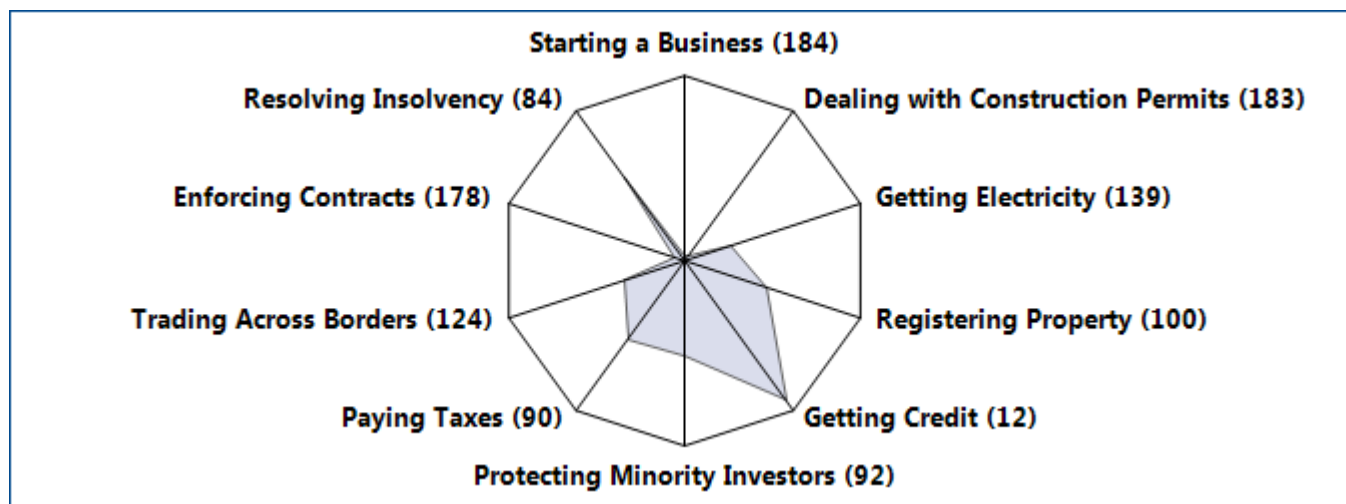 Starting a Business (184)
Resolving Insolvency (84)
Dealing with Construction Permits (183)
Enforcing Contracts (178)
Getting Electricity (139)
Trading Across Borders (124)
Registering Property (100)
Paying Taxes (90)
Getting Credit (12)
Protecting Minority Investors (92)